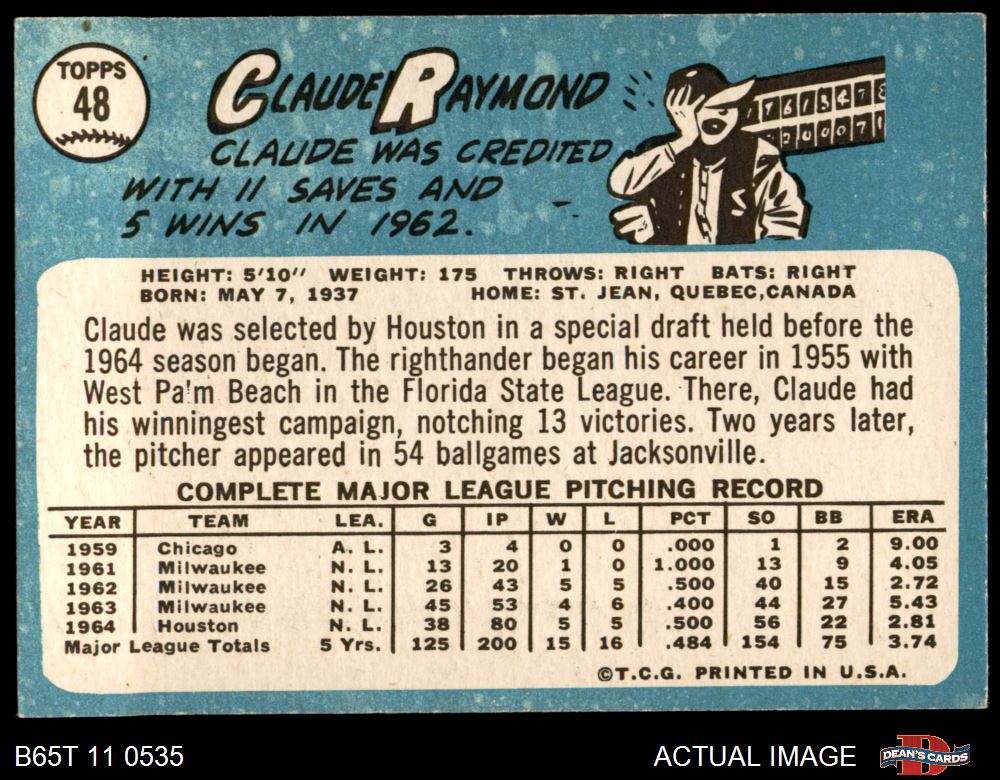 TOPPS
48
CLAUDE RAYMOND
CLAUDE WAS CREDITED
WITH 11 SAVES AND
5 WINS IN 1962.
HEIGHT: 5'10" WEIGHT: 175 THROWS: RIGHT BATS: RIGHT
BORN: MAY 7, 1937 HOME: ST. JEAN, QUEBEC,CANADA
Claude was selected by Houston in a special draft held before the
1964 season began. The righthander began his career in 1955 with
West Pa'm Beach in the Florida State League. There, Claude had
his winningest campaign, notching 13 victories. Two years later,
the pitcher appeared in 54 ballgames at Jacksonville.
COMPLETE MAJOR LEAGUE PITCHING RECORD
YEAR TEAM LEA. G IP W L PCT SO BB ERA
1959 Chicago A. L. 3 4 0 0 .000 1 2 9.00
1961 Milwaukee N. L. 13 20 1 0 1.000 13 9 4.05
1962 Milwaukee N. L. 26 43 5 5 .500 40 15 2.72
1963 Milwaukee N. L. 45 53 4 6 .400 44 27 5.43
1964 Houston N. L. 38 80 5 5 .500 56 22 2.81
Major League Totals 5 Yrs. 125 200 15 16 .484 154 75 3.74
©T.C.G. PRINTED IN U.S.A.
B65T 11 0535
ACTUAL IMAGE
DEAN'S CARDS